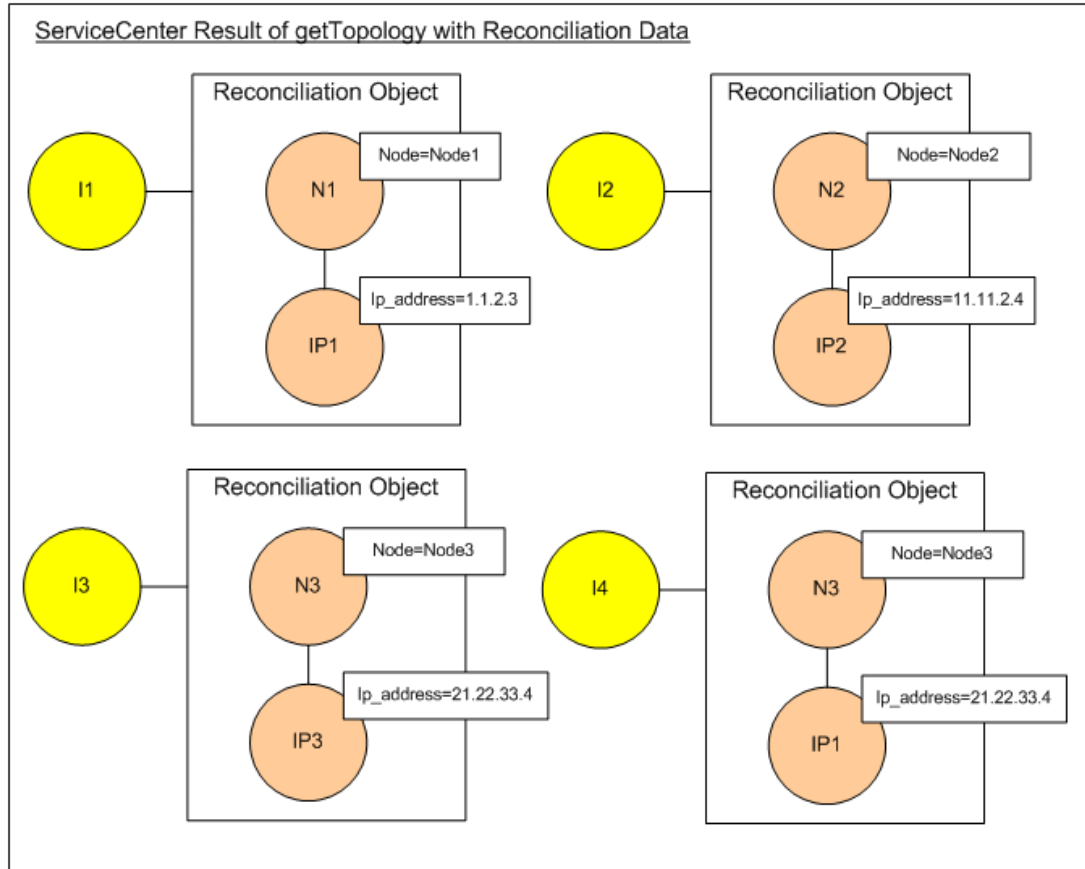 ServiceCenter Result of getTopology with Reconciliation Data
Reconciliation Object
I1
N1
Node=Node1
Ip_address=1.1.2.3
IP1
Reconciliation Object
I2
N2
Node=Node2
Ip_address=11.11.2.4
IP2
Reconciliation Object
I3
N3
Node=Node3
Ip_address=21.22.33.4
IP3
Reconciliation Object
I4
N3
Node=Node3
Ip_address=21.22.33.4
IP1